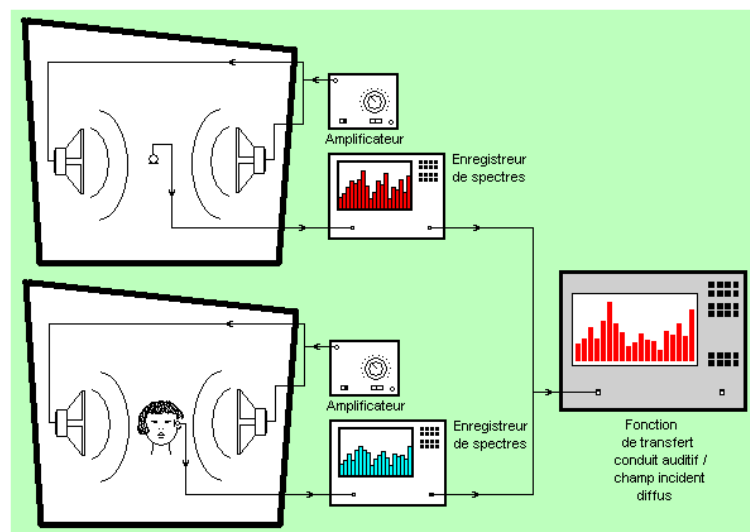 Amplificateur
Enregistreur
de spectres
Amplificateur
Enregistreur
de spectres
Fonction
de transfert
conduit auditif /
champ incident
diffus